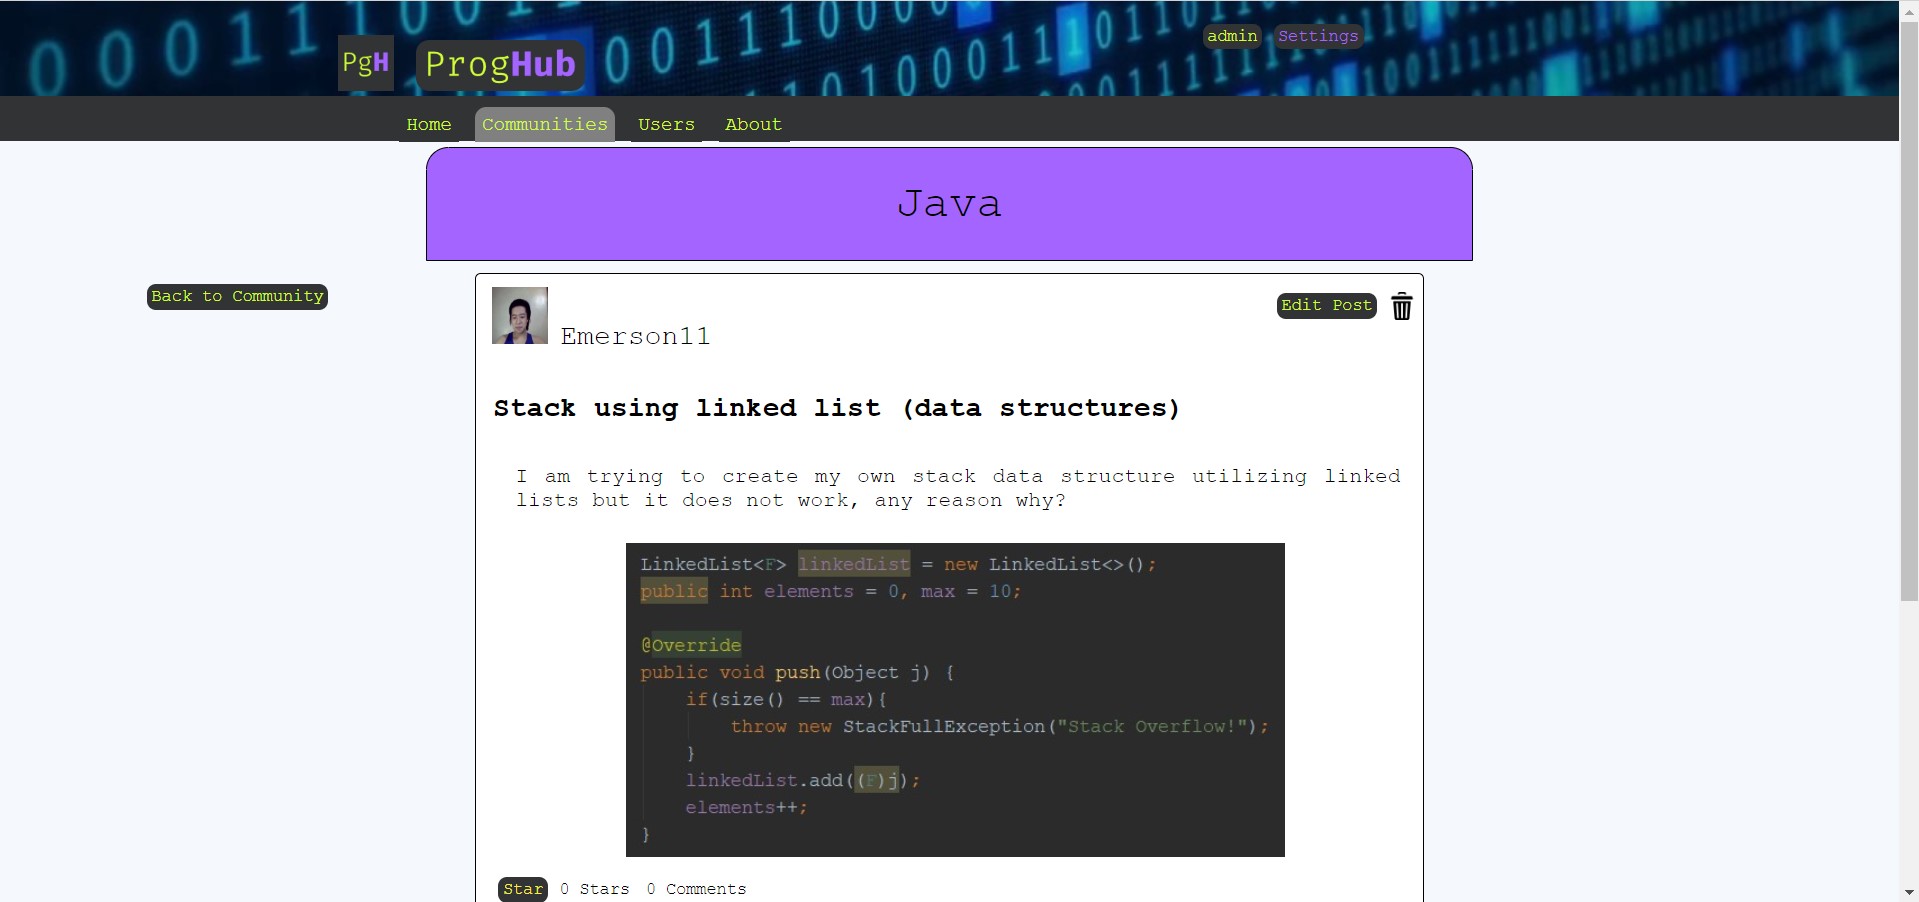 PgH ProgHub admin Settings
Home Communities Users About
Java
Back to Community
Edit Post
Emerson11
Stack using linked list (data structures)
I am trying to create my own stack data structure utilizing linked
lists but it does not work, any reason why?
LinkedList<F> linkedList = new LinkedList<>();
public int elements = 0, max = 10;
@Override
public void push(Object j) {
if(size() == max){
throw new StackFullException("Stack Overflow!");
}
linkedList.add((F)j);
elements++;
}
Star 0 Stars 0 Comments